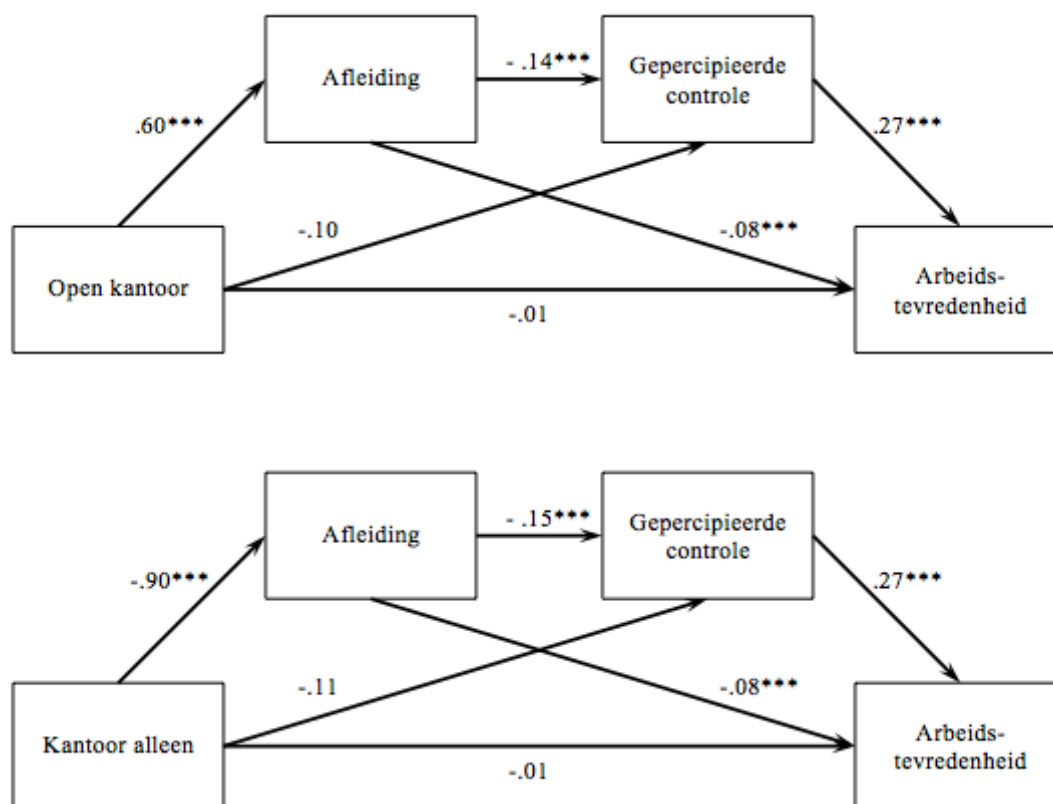 Afleiding
- .14***
Gepercipieerde
controle
.60***
.27***
-.10
-.08***
Open kantoor
Arbeids-
tevredenheid
-.01
Afleiding
- .15***
Gepercipieerde
controle
-.90***
.27***
-.11
-.08***
Kantoor alleen
Arbeids-
tevredenheid
-.01